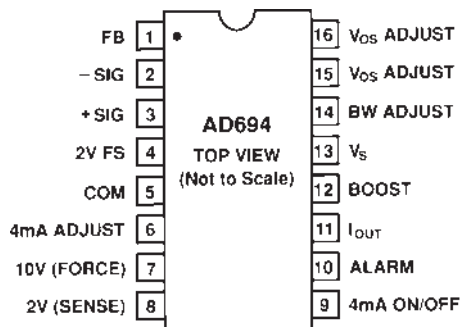 FB 1
–SIG 2
+SIG 3
2V FS 4
COM 5
4mA ADJUST 6
10V (FORCE) 7
2V (SENSE) 8
AD694
TOP VIEW
(Not to Scale)
16 VOS ADJUST
15 VOS ADJUST
14 BW ADJUST
13 VS
12 BOOST
11 IOUT
10 ALARM
9 4mA ON/OFF